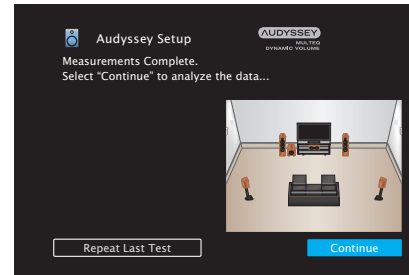 Audyssey Setup
AUDYSSEY
MULTEQ
DYNAMIC VOLUME
Measurements Complete.
Select “Continue” to analyze the data...
Repeat Last Test
Continue